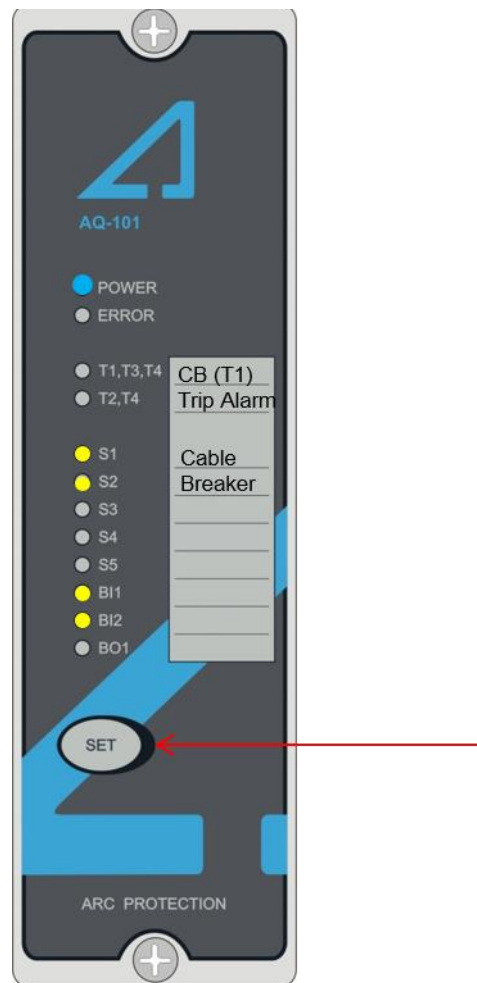 AQ-101
POWER
ERROR
T1,T3,T4 CB (T1)
T2,T4 Trip Alarm
S1 Cable
S2 Breaker
S3
S4
S5
BI1
BI2
BO1
SET
ARC PROTECTION